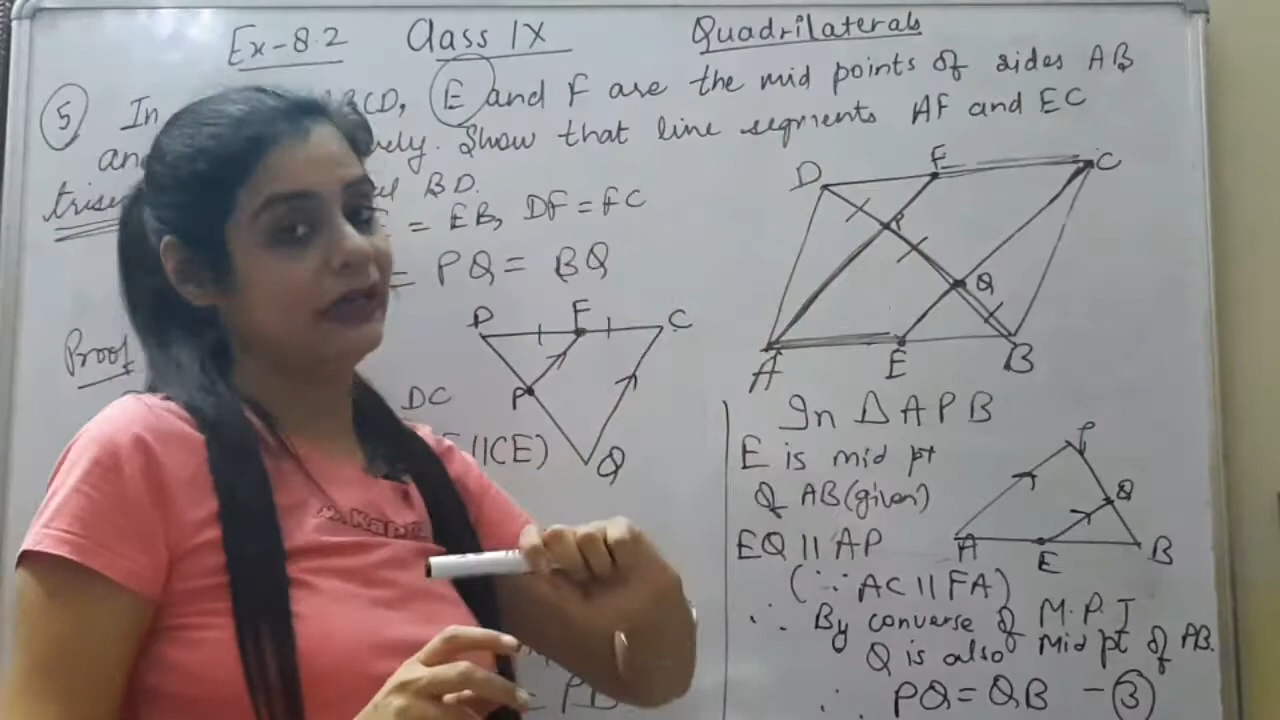 Ex-8.2 Class IX Quadrilaterals
5 In ABCD, E and F are the mid points of sides AB
an vely. Show that line segments AF and EC
trise BD.
= EB, DF = FC
= PQ = BQ
Proof
D F C
P
Q
DC
||CE)
D F C
P
Q
A E B
In ΔAPB
E is mid pt
of AB (given)
EQ || AP
(∵ AC || FA)
∴ By converse of M.P.T
Q is also Mid pt of AB.
∴ PQ = QB - 3
P
Q
A E B